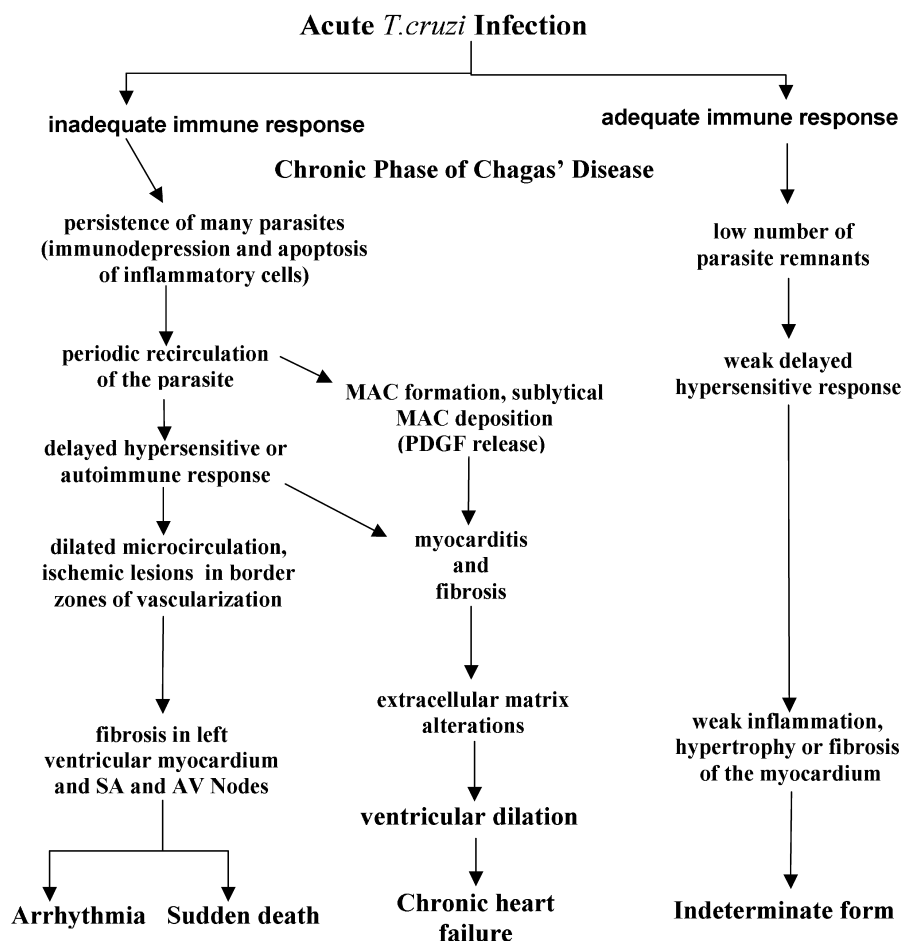 Acute T.cruzi Infection
inadequate immune response
adequate immune response
Chronic Phase of Chagas’ Disease
persistence of many parasites
(immunodepression and apoptosis
of inflammatory cells)
low number of
parasite remnants
periodic recirculation
of the parasite
weak delayed
hypersensitive response
MAC formation, sublytical
MAC deposition
(PDGF release)
delayed hypersensitive or
autoimmune response
dilated microcirculation,
ischemic lesions in border
zones of vascularization
myocarditis
and
fibrosis
extracellular matrix
alterations
fibrosis in left
ventricular myocardium
and SA and AV Nodes
weak inflammation,
hypertrophy or fibrosis
of the myocardium
ventricular dilation
Arrhythmia
Sudden death
Chronic heart
failure
Indeterminate form